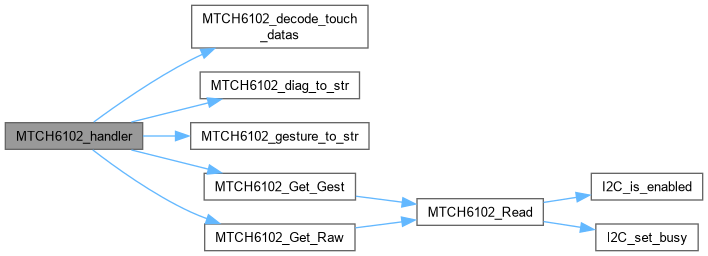 MTCH6102_decode_touch
_datas
MTCH6102_diag_to_str
MTCH6102_handler
MTCH6102_gesture_to_str
MTCH6102_Get_Gest
I2C_is_enabled
MTCH6102_Read
MTCH6102_Get_Raw
I2C_set_busy